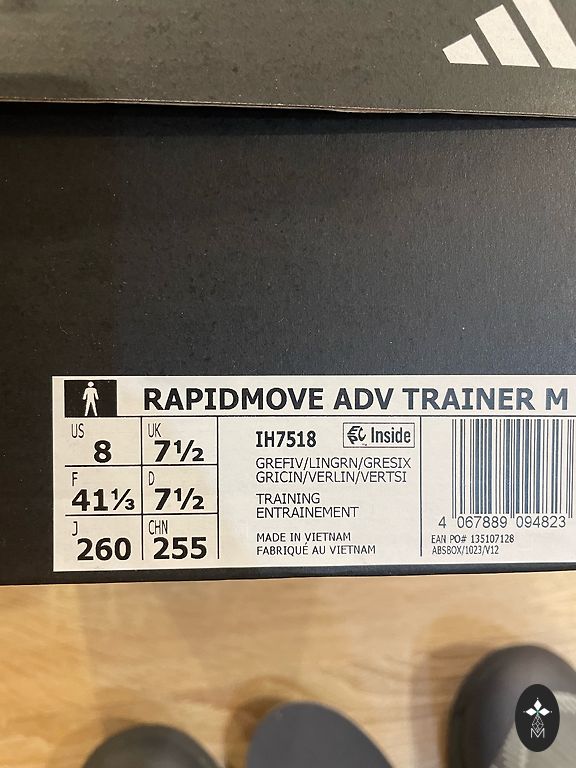 RAPIDMOVE ADV TRAINER M
US 8 UK 7½
F 41⅓ D 7½
J 260 CHN 255
IH7518 Inside
GREFIV/LINGRN/GRESIX
GRICIN/VERLIN/VERTSI
TRAINING
ENTRAINEMENT
MADE IN VIETNAM
FABRIQUÉ AU VIETNAM
4 067889 094823
EAN PO# 135107128
ABSBOX/1023/V12
M